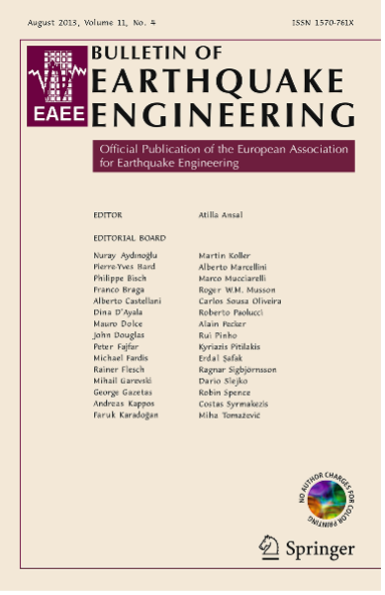 August 2013, Volume 11, No. 4
ISSN 1570-761X
EAEE
BULLETIN OF
EARTHQUAKE
ENGINEERING
Official Publication of the European Association
for Earthquake Engineering
EDITOR Atilla Ansal
EDITORIAL BOARD
Nuray Aydınoğlu
Pierre-Yves Bard
Philippe Bisch
Franco Braga
Alberto Castellani
Dina D'Ayala
Mauro Dolce
John Douglas
Peter Fajfar
Michael Fardis
Rainer Flesch
Mihail Garevski
George Gazetas
Andreas Kappos
Faruk Karadoğan
Martin Koller
Alberto Marcellini
Marco Mucciarelli
Roger W.M. Musson
Carlos Sousa Oliveira
Roberto Paolucci
Alain Pecker
Rui Pinho
Kyriazis Pitilakis
Erdal Şafak
Ragnar Sigbjörnsson
Dario Slejko
Robin Spence
Costas Syrmakezis
Miha Tomaževič
NO AUTHOR CHARGES FOR
COLOR PRINTING
Springer